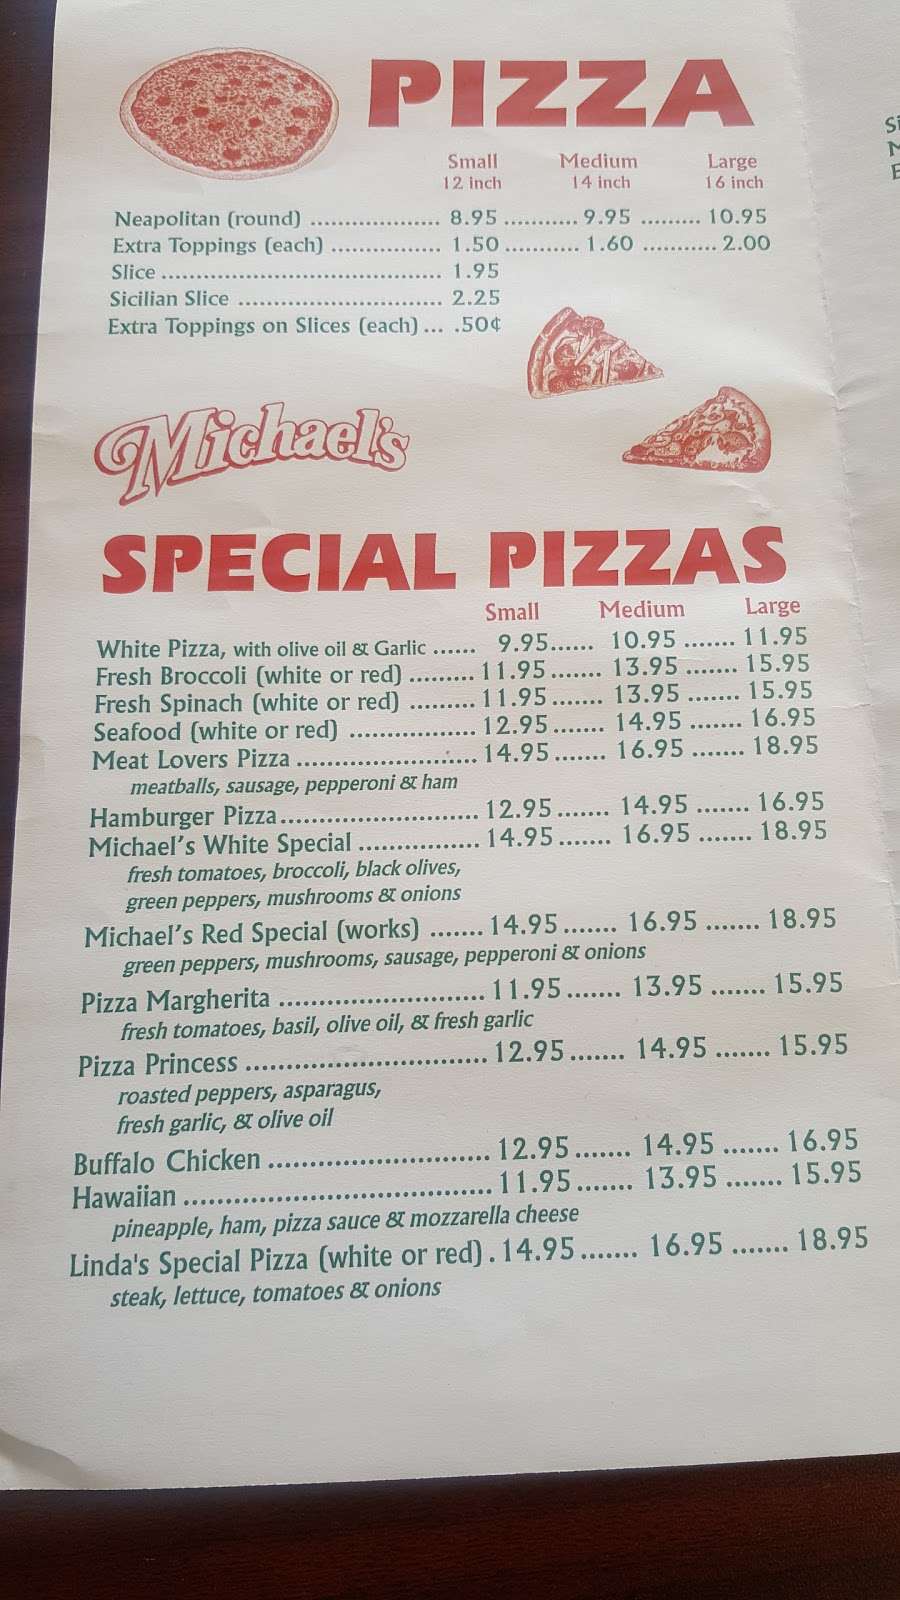 PIZZA
Small Medium Large
12 inch 14 inch 16 inch
Neapolitan (round) .................. 8.95 ........... 9.95 ......... 10.95
Extra Toppings (each) ................ 1.50 ........... 1.60 ........... 2.00
Slice ....................................... 1.95
Sicilian Slice ............................. 2.25
Extra Toppings on Slices (each) ... .50¢
Michael's
SPECIAL PIZZAS
Small Medium Large
White Pizza, with olive oil & Garlic ...... 9.95...... 10.95 ....... 11.95
Fresh Broccoli (white or red) ......... 11.95 ....... 13.95 ....... 15.95
Fresh Spinach (white or red) ......... 11.95 ....... 13.95 ....... 15.95
Seafood (white or red) .................. 12.95 ....... 14.95 ....... 16.95
Meat Lovers Pizza ......................... 14.95 ....... 16.95 ....... 18.95
meatballs, sausage, pepperoni & ham
Hamburger Pizza............................ 12.95 ....... 14.95 ....... 16.95
Michael's White Special ................. 14.95 ....... 16.95 ....... 18.95
fresh tomatoes, broccoli, black olives,
green peppers, mushrooms & onions
Michael's Red Special (works) ....... 14.95 ....... 16.95 ....... 18.95
green peppers, mushrooms, sausage, pepperoni & onions
Pizza Margherita ........................... 11.95 ....... 13.95 ....... 15.95
fresh tomatoes, basil, olive oil, & fresh garlic
Pizza Princess ............................... 12.95 ....... 14.95 ....... 15.95
roasted peppers, asparagus,
fresh garlic, & olive oil
Buffalo Chicken ............................ 12.95 ....... 14.95 ....... 16.95
Hawaiian ...................................... 11.95 ....... 13.95 ....... 15.95
pineapple, ham, pizza sauce & mozzarella cheese
Linda's Special Pizza (white or red) . 14.95 ....... 16.95 ....... 18.95
steak, lettuce, tomatoes & onions